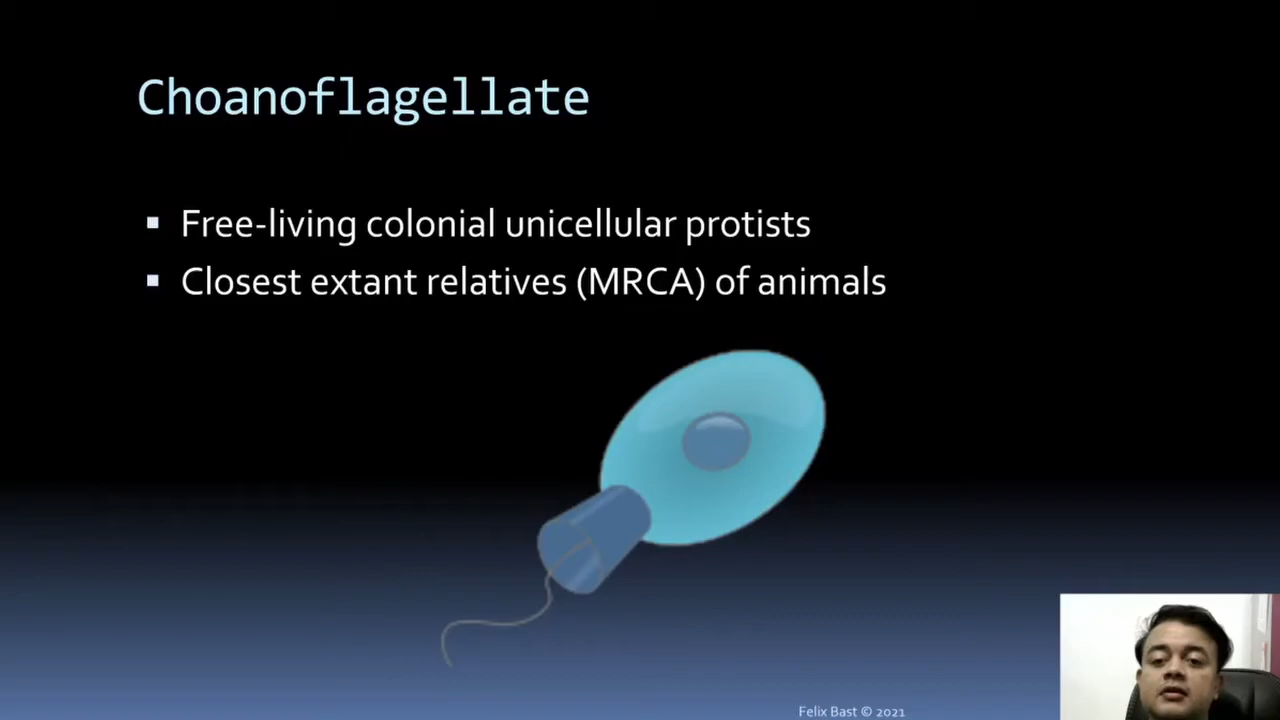 Choanoflagellate
▪ Free-living colonial unicellular protists
▪ Closest extant relatives (MRCA) of animals
Felix Bast © 2021